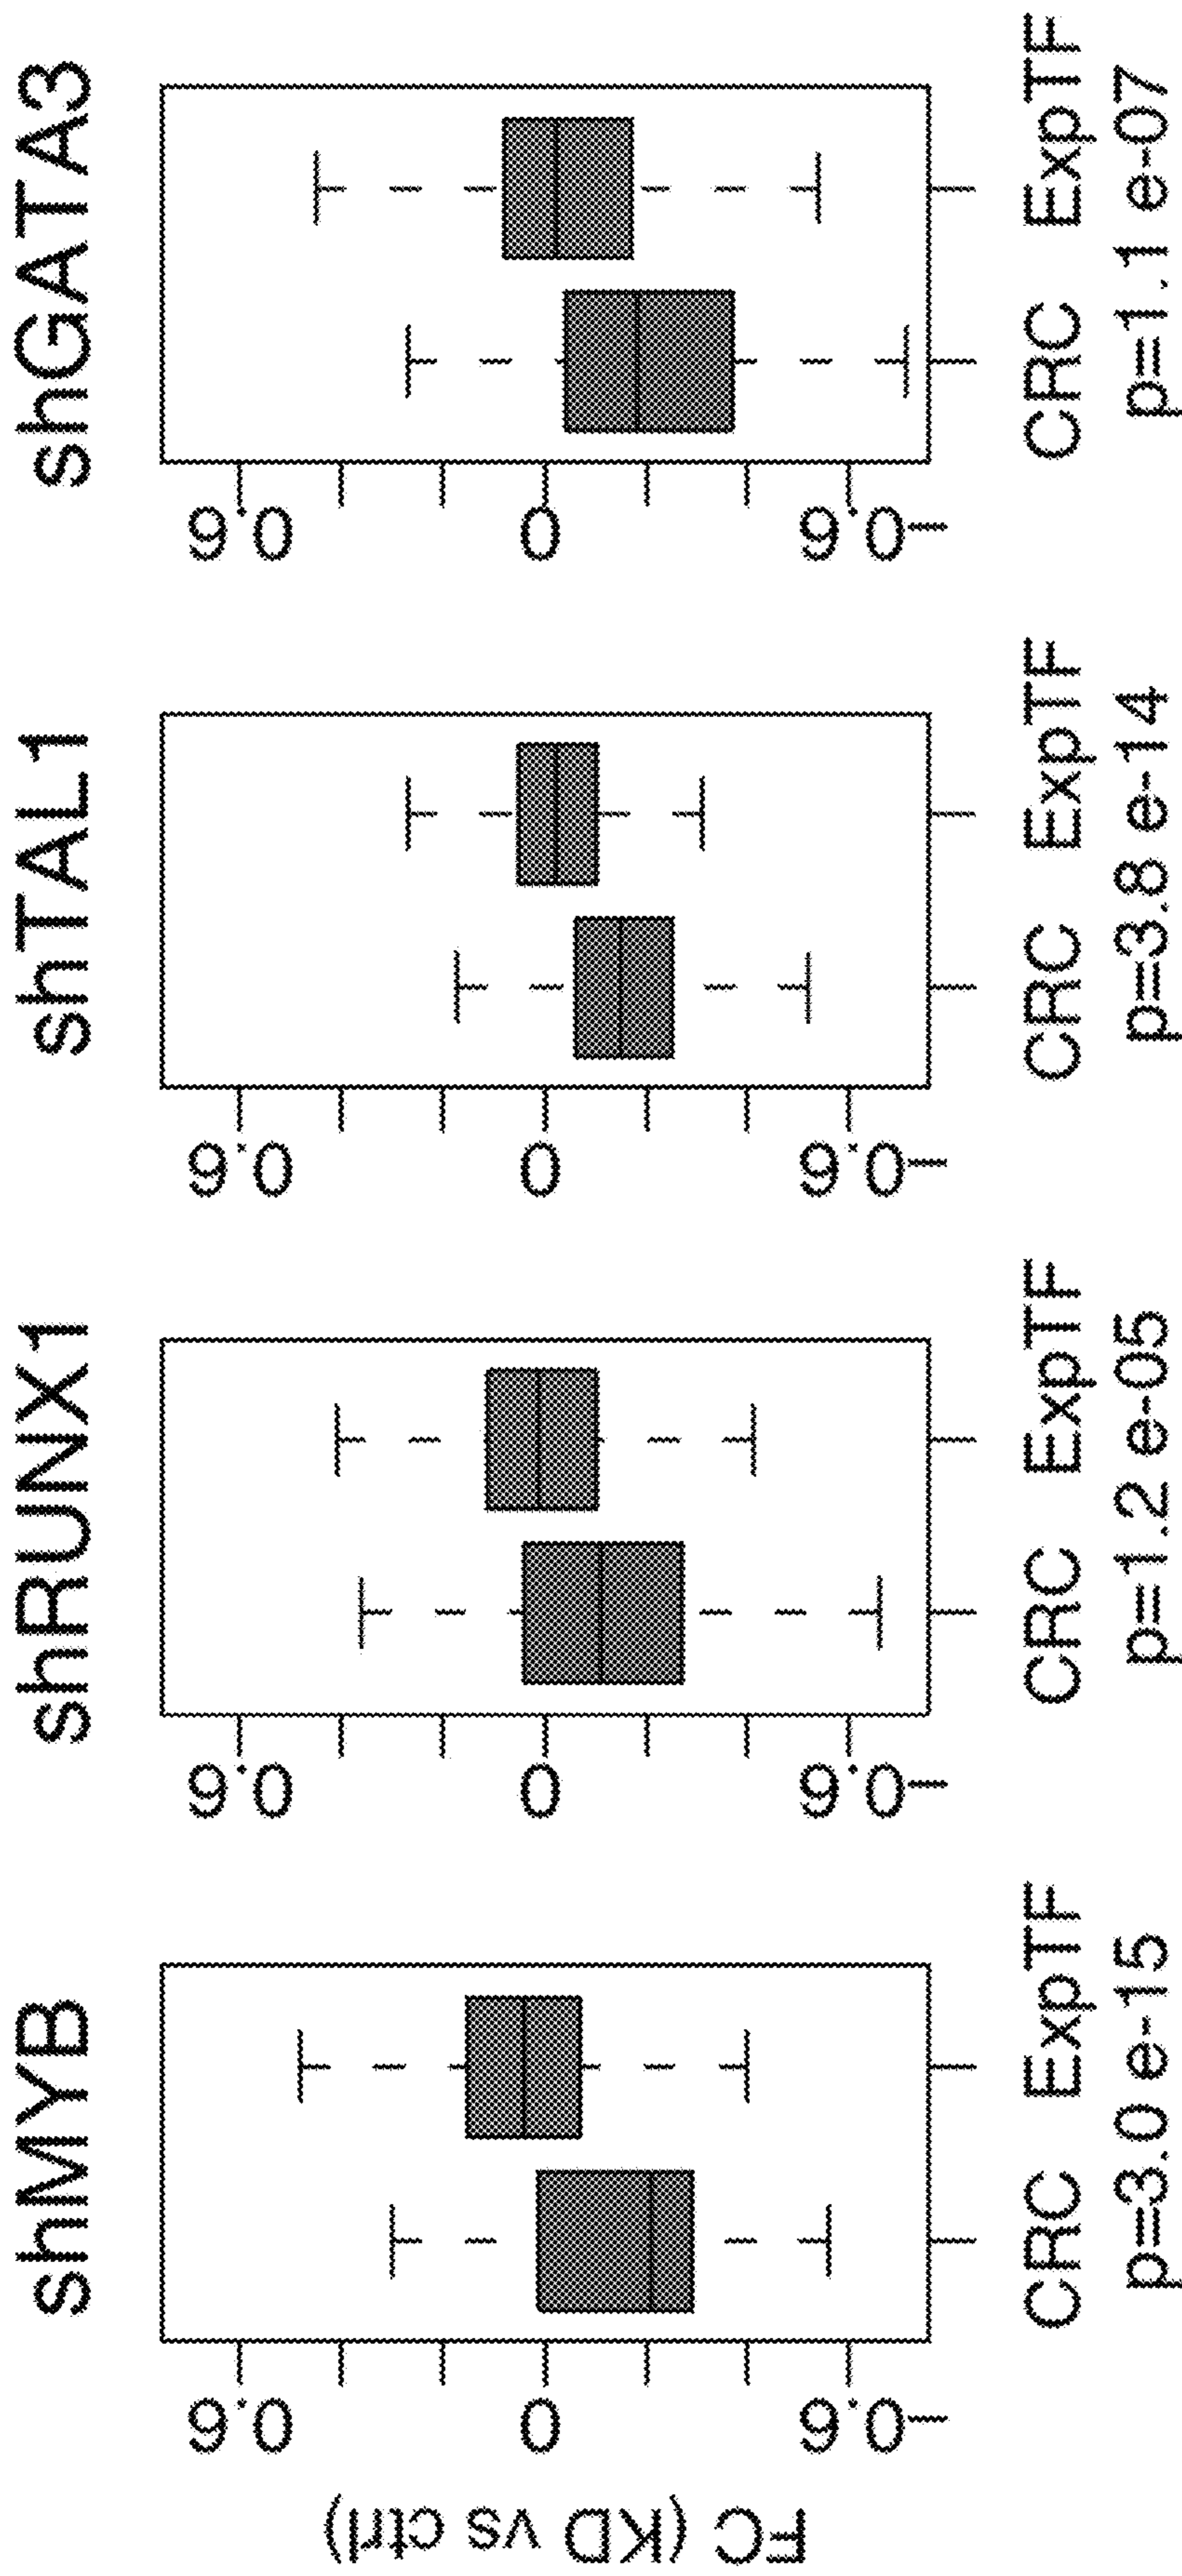 FC (KD vs ctrl)
shMYB
0.6
0
-0.6
CRC ExpTF
p=3.0 e-15
shRUNX1
0.6
0
-0.6
CRC ExpTF
p=1.2 e-05
shTAL1
0.6
0
-0.6
CRC ExpTF
p=3.8 e-14
shGATA3
0.6
0
-0.6
CRC ExpTF
p=1.1 e-07